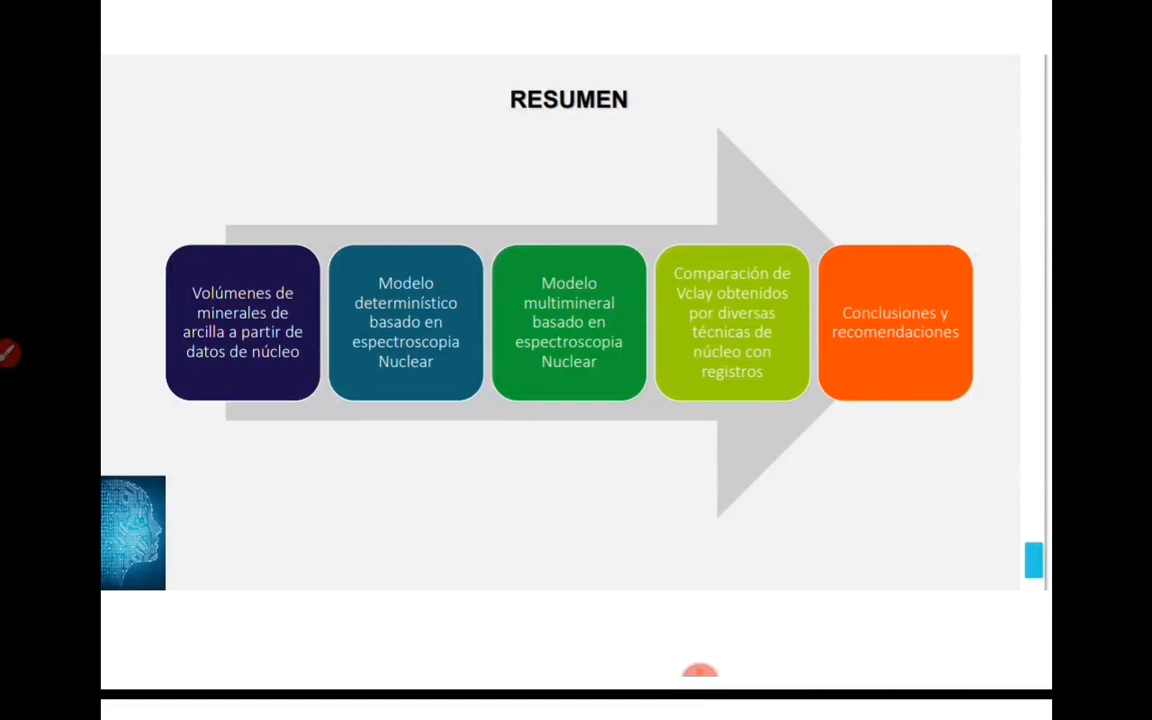 RESUMEN
Volúmenes de
minerales de
arcilla a partir de
datos de núcleo
Modelo
determinístico
basado en
espectroscopia
Nuclear
Modelo
multimineral
basado en
espectroscopia
Nuclear
Comparación de
Vclay obtenidos
por diversas
técnicas de
núcleo con
registros
Conclusiones y
recomendaciones